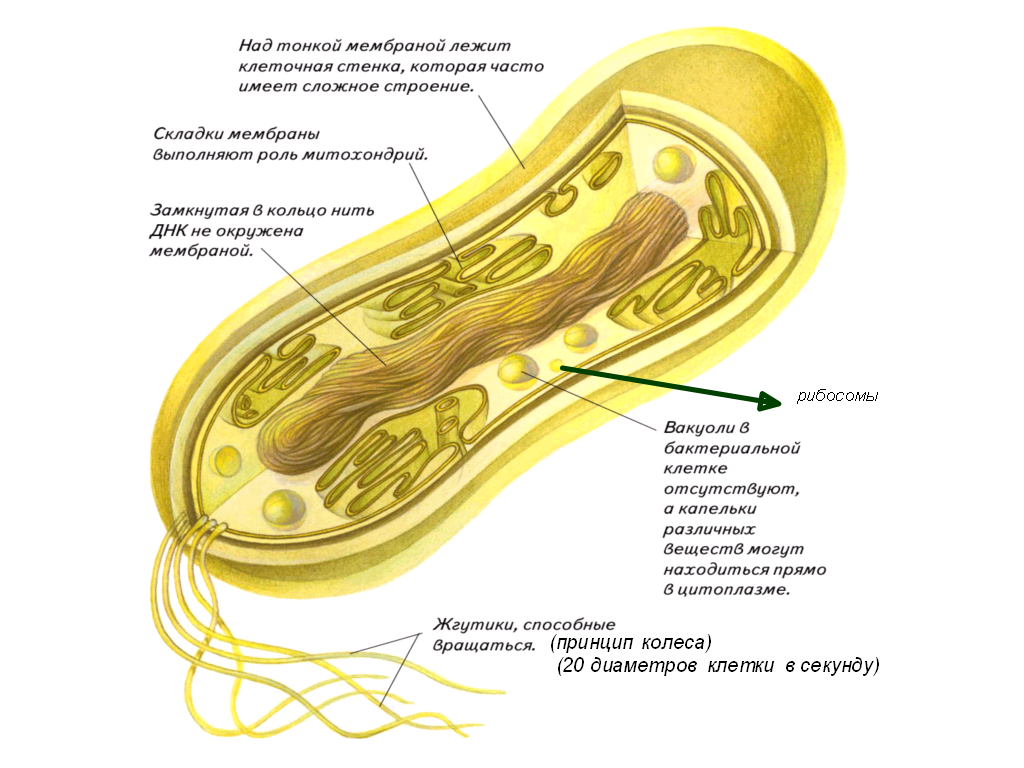 Над тонкой мембраной лежит
клеточная стенка, которая часто
имеет сложное строение.
Складки мембраны
выполняют роль митохондрий.
Замкнутая в кольцо нить
ДНК не окружена
мембраной.
рибосомы
Вакуоли в
бактериальной
клетке
отсутствуют,
а капельки
различных
веществ могут
находиться прямо
в цитоплазме.
Жгутики, способные
вращаться. (принцип колеса)
(20 диаметров клетки в секунду)